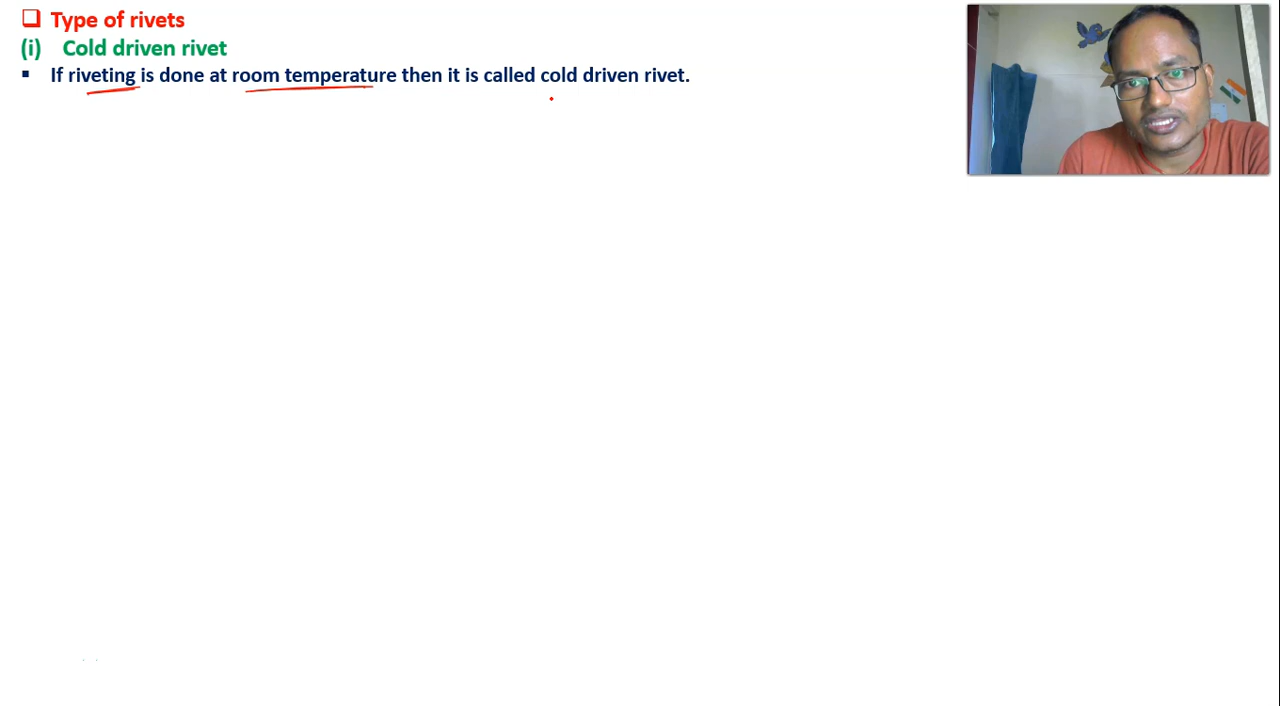 ❑ Type of rivets
(i) Cold driven rivet
▪ If riveting is done at room temperature then it is called cold driven rivet.